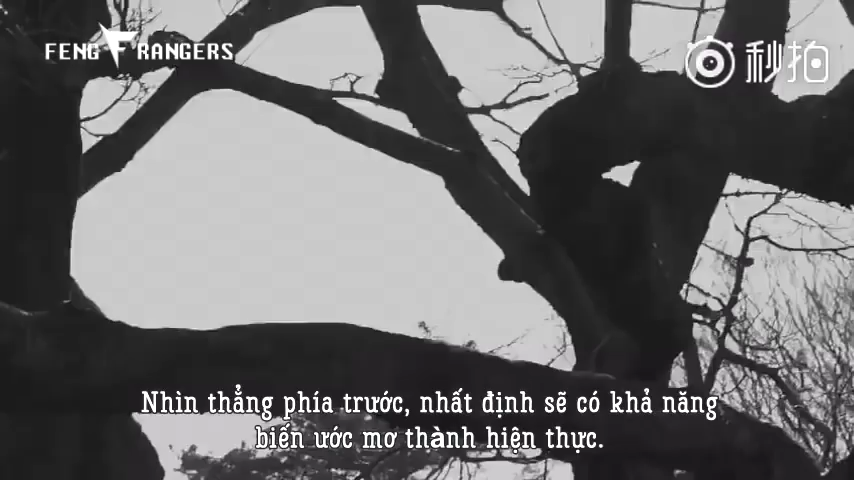 FENG RANGERS
秒拍
Nhìn thẳng phía trước, nhất định sẽ có khả năng
biến ước mơ thành hiện thực.